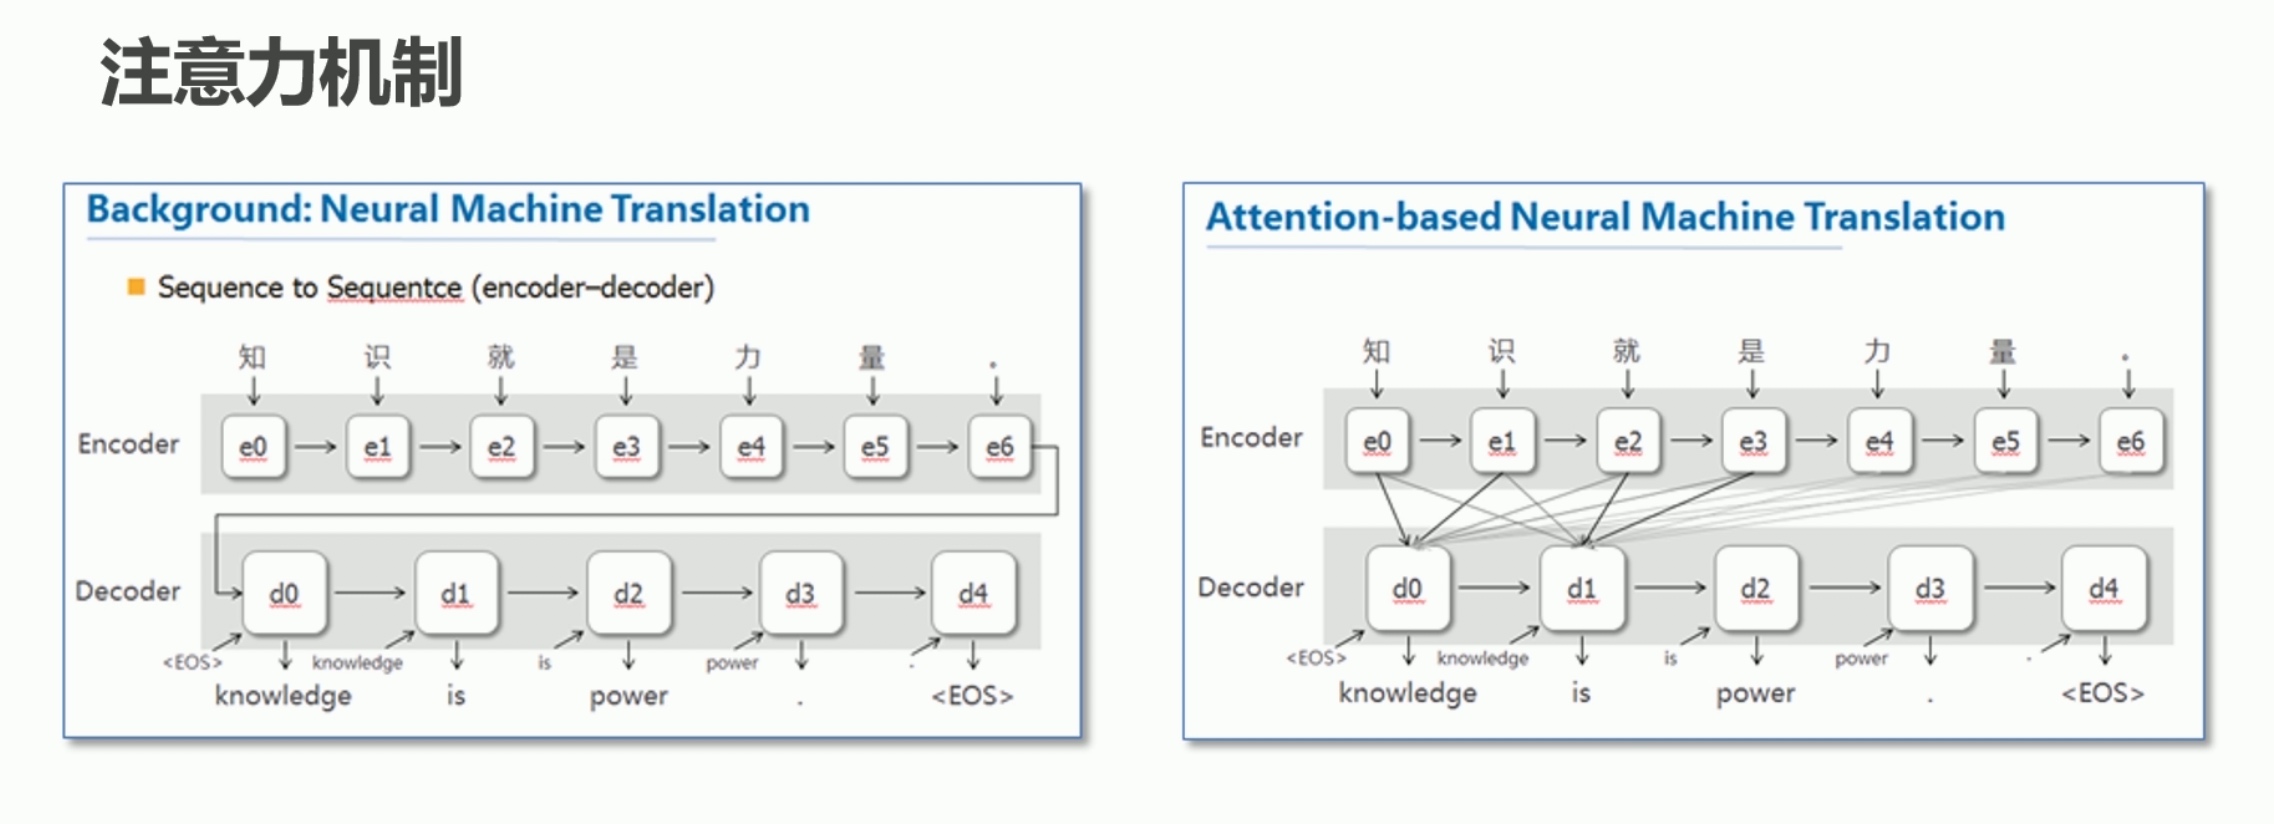 注意力机制
Background: Neural Machine Translation
Sequence to Sequentce (encoder–decoder)
知 识 就 是 力 量 。
Encoder e0 e1 e2 e3 e4 e5 e6
Decoder d0 d1 d2 d3 d4
<EOS> knowledge is power .
knowledge is power . <EOS>
Attention-based Neural Machine Translation
知 识 就 是 力 量 。
Encoder e0 e1 e2 e3 e4 e5 e6
Decoder d0 d1 d2 d3 d4
<EOS> knowledge is power .
knowledge is power . <EOS>